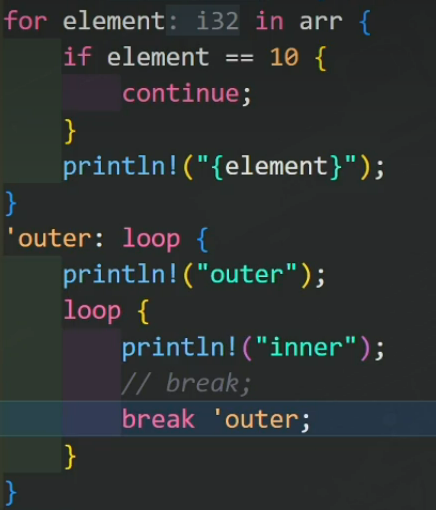 for element: i32 in arr {
    if element == 10 {
        continue;
    }
    println!("{element}");
}
'outer: loop {
    println!("outer");
    loop {
        println!("inner");
        // break;
        break 'outer;
    }
}